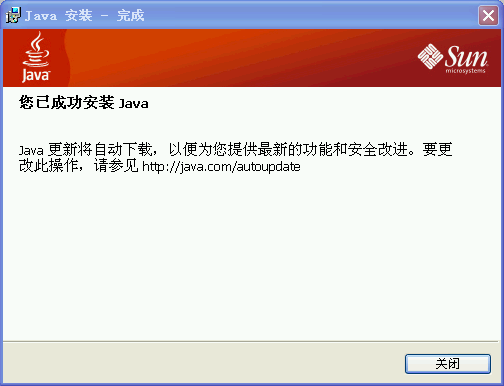 Java 安装 - 完成
Java
Sun
microsystems
您已成功安装 Java
Java 更新将自动下载，以便为您提供最新的功能和安全改进。要更
改此操作，请参见 http://java.com/autoupdate
关闭